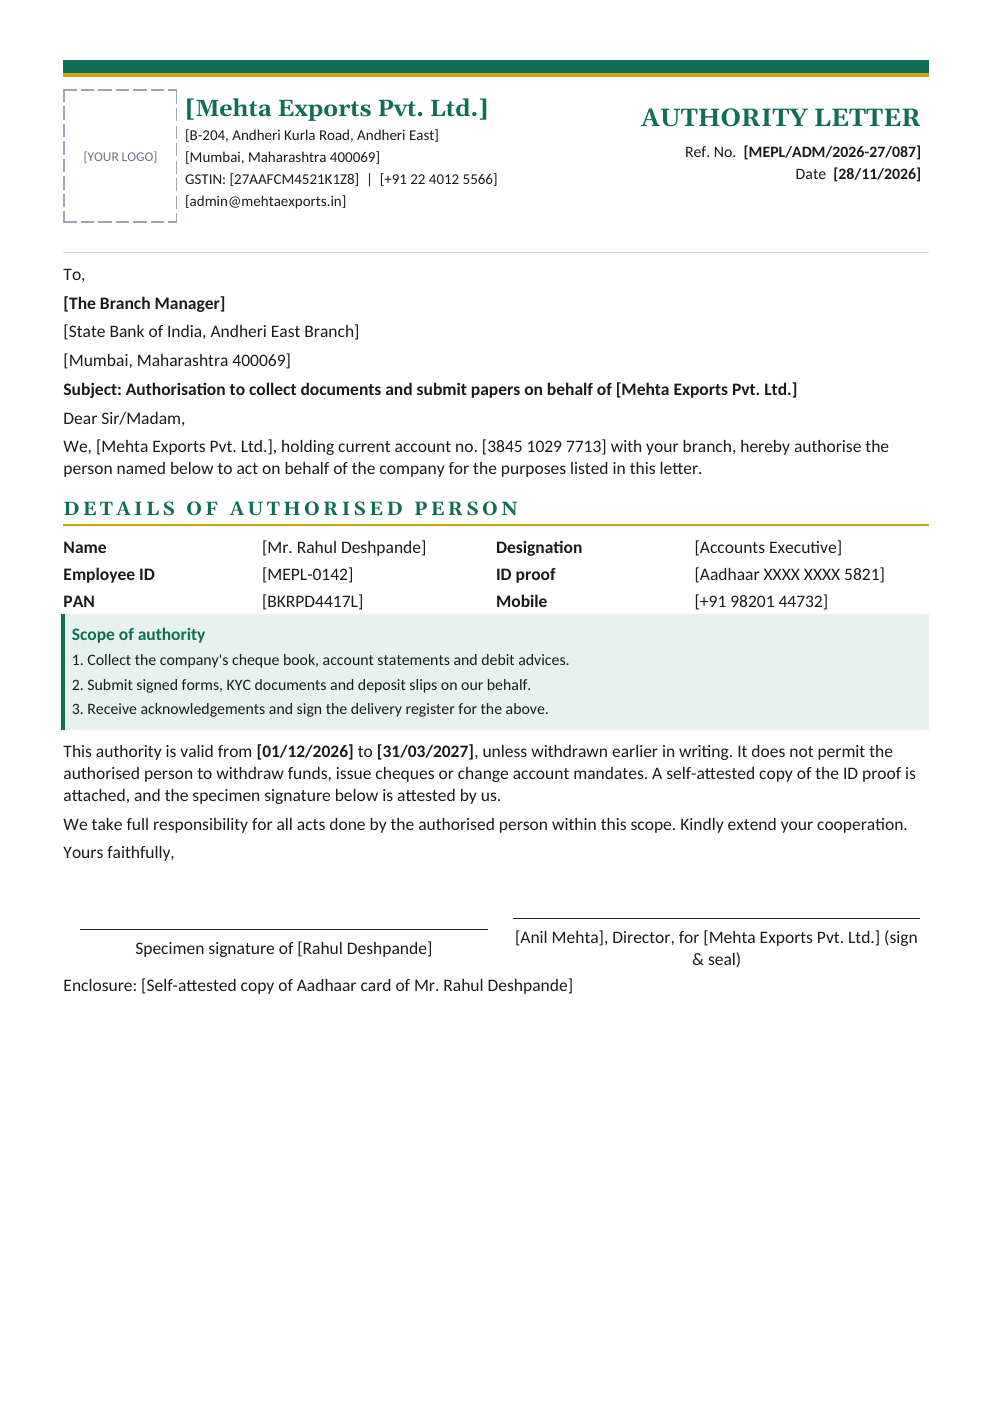 [YOUR LOGO]
[Mehta Exports Pvt. Ltd.]
[B-204, Andheri Kurla Road, Andheri East]
[Mumbai, Maharashtra 400069]
GSTIN: [27AAFCM4521K1Z8] | [+91 22 4012 5566]
[admin@mehtaexports.in]
AUTHORITY LETTER
Ref. No. [MEPL/ADM/2026-27/087]
Date [28/11/2026]
To,
[The Branch Manager]
[State Bank of India, Andheri East Branch]
[Mumbai, Maharashtra 400069]
Subject: Authorisation to collect documents and submit papers on behalf of [Mehta Exports Pvt. Ltd.]
Dear Sir/Madam,
We, [Mehta Exports Pvt. Ltd.], holding current account no. [3845 1029 7713] with your branch, hereby authorise the
person named below to act on behalf of the company for the purposes listed in this letter.
DETAILS OF AUTHORISED PERSON
Name [Mr. Rahul Deshpande] Designation [Accounts Executive]
Employee ID [MEPL-0142] ID proof [Aadhaar XXXX XXXX 5821]
PAN [BKRPD4417L] Mobile [+91 98201 44732]
Scope of authority
1. Collect the company's cheque book, account statements and debit advices.
2. Submit signed forms, KYC documents and deposit slips on our behalf.
3. Receive acknowledgements and sign the delivery register for the above.
This authority is valid from [01/12/2026] to [31/03/2027], unless withdrawn earlier in writing. It does not permit the
authorised person to withdraw funds, issue cheques or change account mandates. A self-attested copy of the ID proof is
attached, and the specimen signature below is attested by us.
We take full responsibility for all acts done by the authorised person within this scope. Kindly extend your cooperation.
Yours faithfully,
Specimen signature of [Rahul Deshpande]
[Anil Mehta], Director, for [Mehta Exports Pvt. Ltd.] (sign
& seal)
Enclosure: [Self-attested copy of Aadhaar card of Mr. Rahul Deshpande]